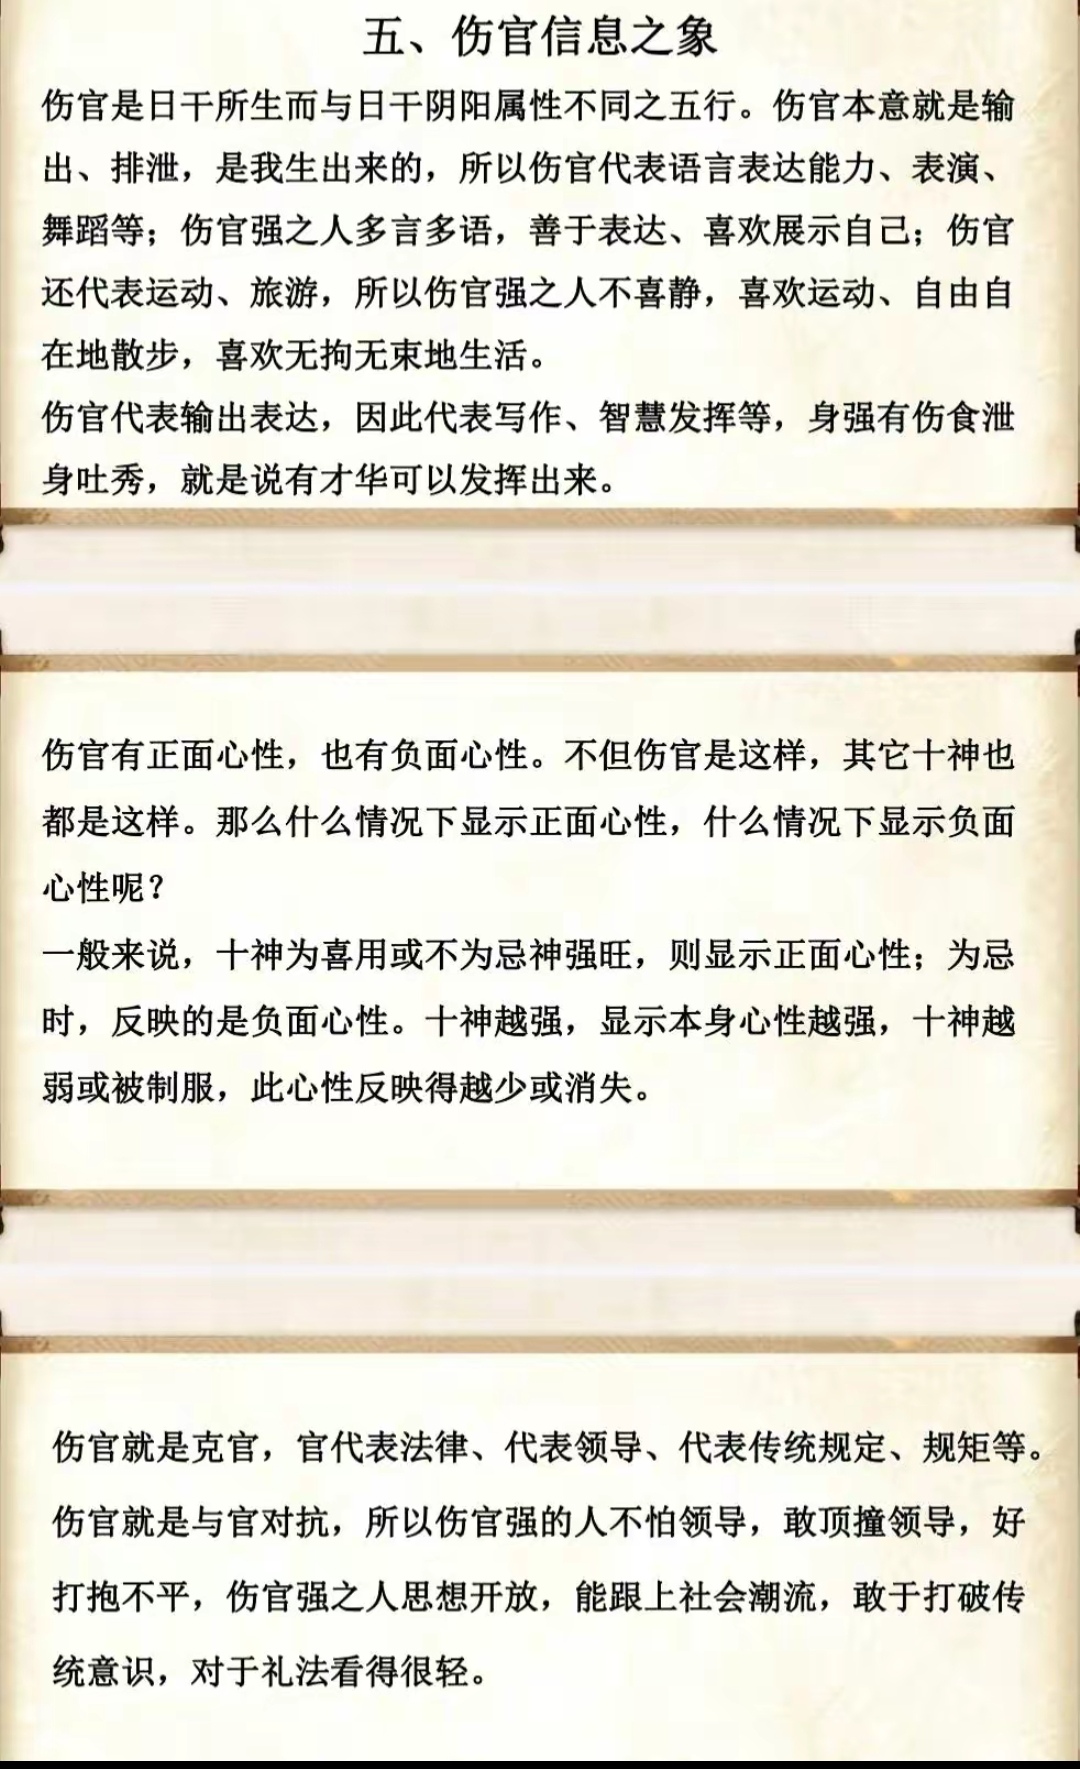 五、伤官信息之象
伤官是日干所生而与日干阴阳属性不同之五行。伤官本意就是输
出、排泄，是我生出来的，所以伤官代表语言表达能力、表演、
舞蹈等；伤官强之人多言多语，善于表达、喜欢展示自己；伤官
还代表运动、旅游，所以伤官强之人不喜静，喜欢运动、自由自
在地散步，喜欢无拘无束地生活。
伤官代表输出表达，因此代表写作、智慧发挥等，身强有伤食泄
身吐秀，就是说有才华可以发挥出来。
伤官有正面心性，也有负面心性。不但伤官是这样，其它十神也
都是这样。那么什么情况下显示正面心性，什么情况下显示负面
心性呢？
一般来说，十神为喜用或不为忌神强旺，则显示正面心性；为忌
时，反映的是负面心性。十神越强，显示本身心性越强，十神越
弱或被制服，此心性反映得越少或消失。
伤官就是克官，官代表法律、代表领导、代表传统规定、规矩等。
伤官就是与官对抗，所以伤官强的人不怕领导，敢顶撞领导，好
打抱不平，伤官强之人思想开放，能跟上社会潮流，敢于打破传
统意识，对于礼法看得很轻。